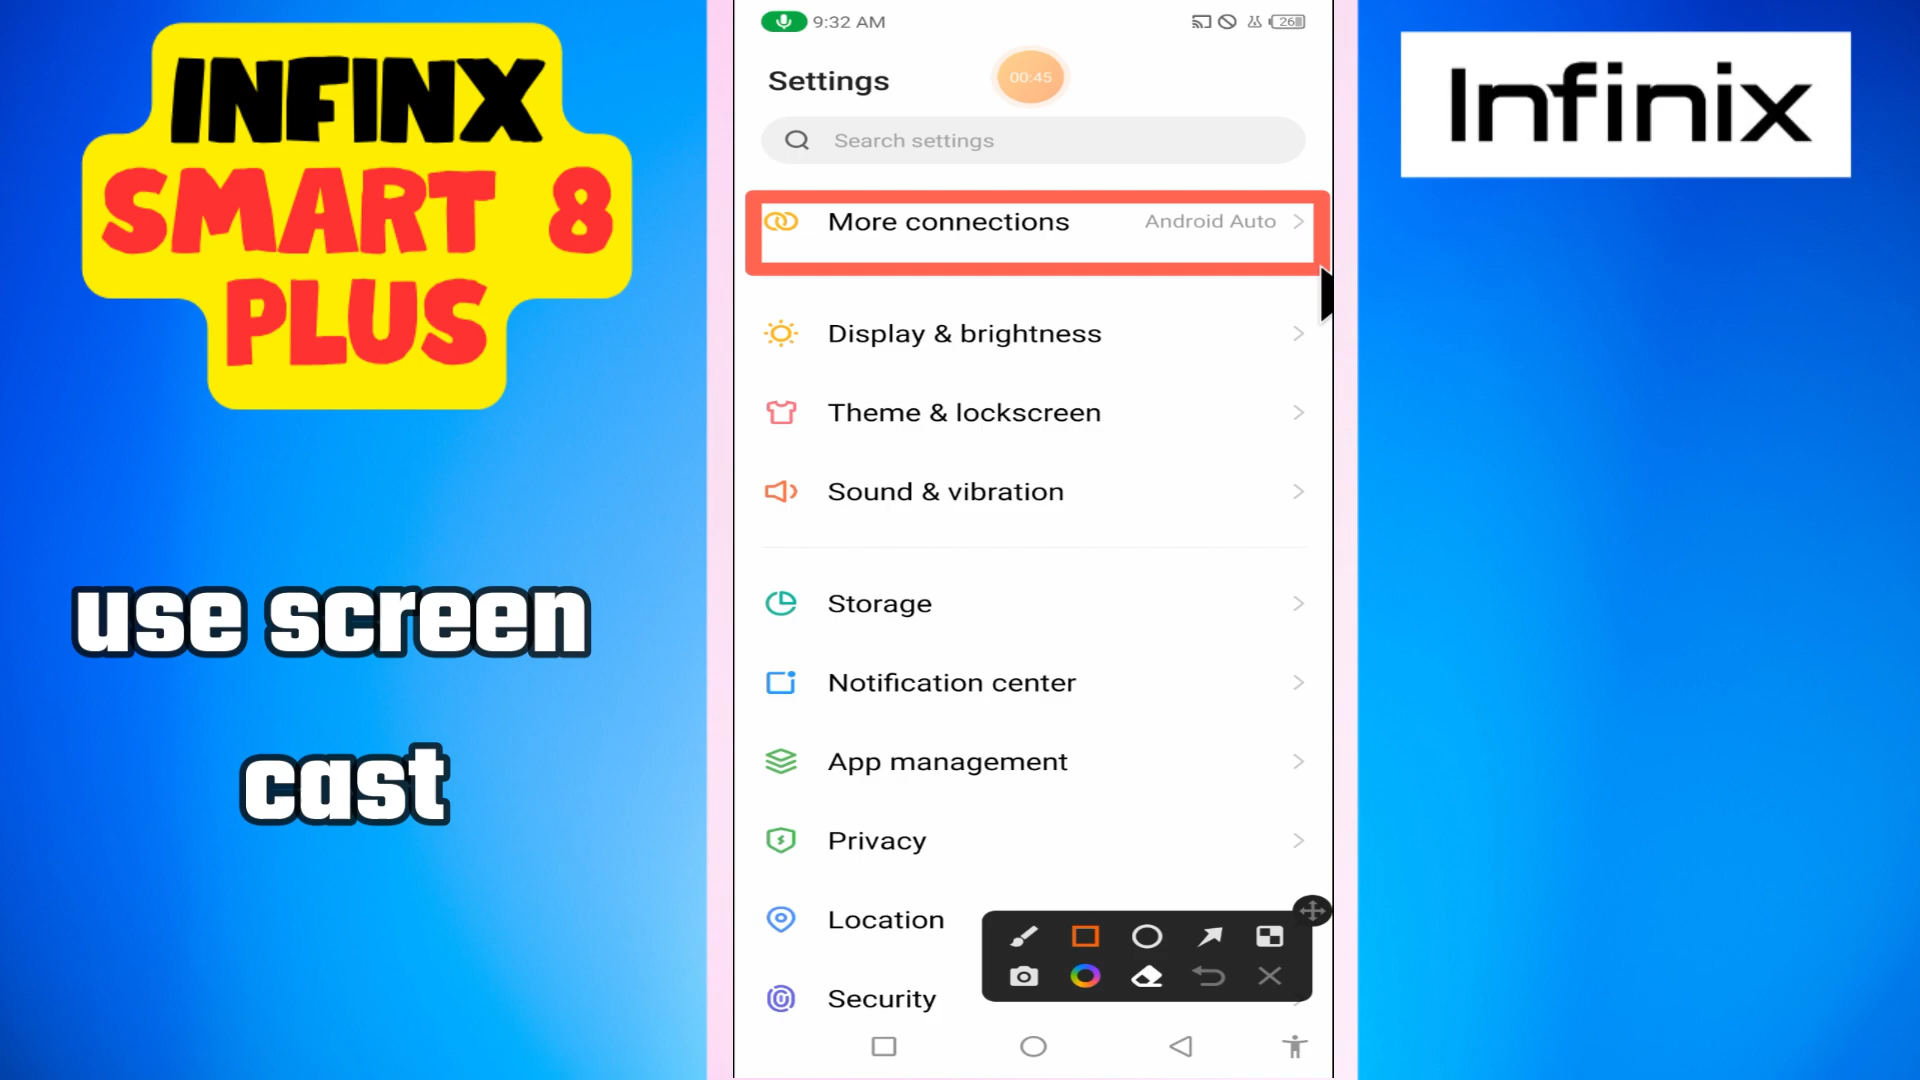 INFINX
SMART 8
PLUS
use screen
cast
9:32 AM
26
Settings
00:45
Search settings
More connections
Android Auto
Display & brightness
Theme & lockscreen
Sound & vibration
Storage
Notification center
App management
Privacy
Location
Security
Infinix